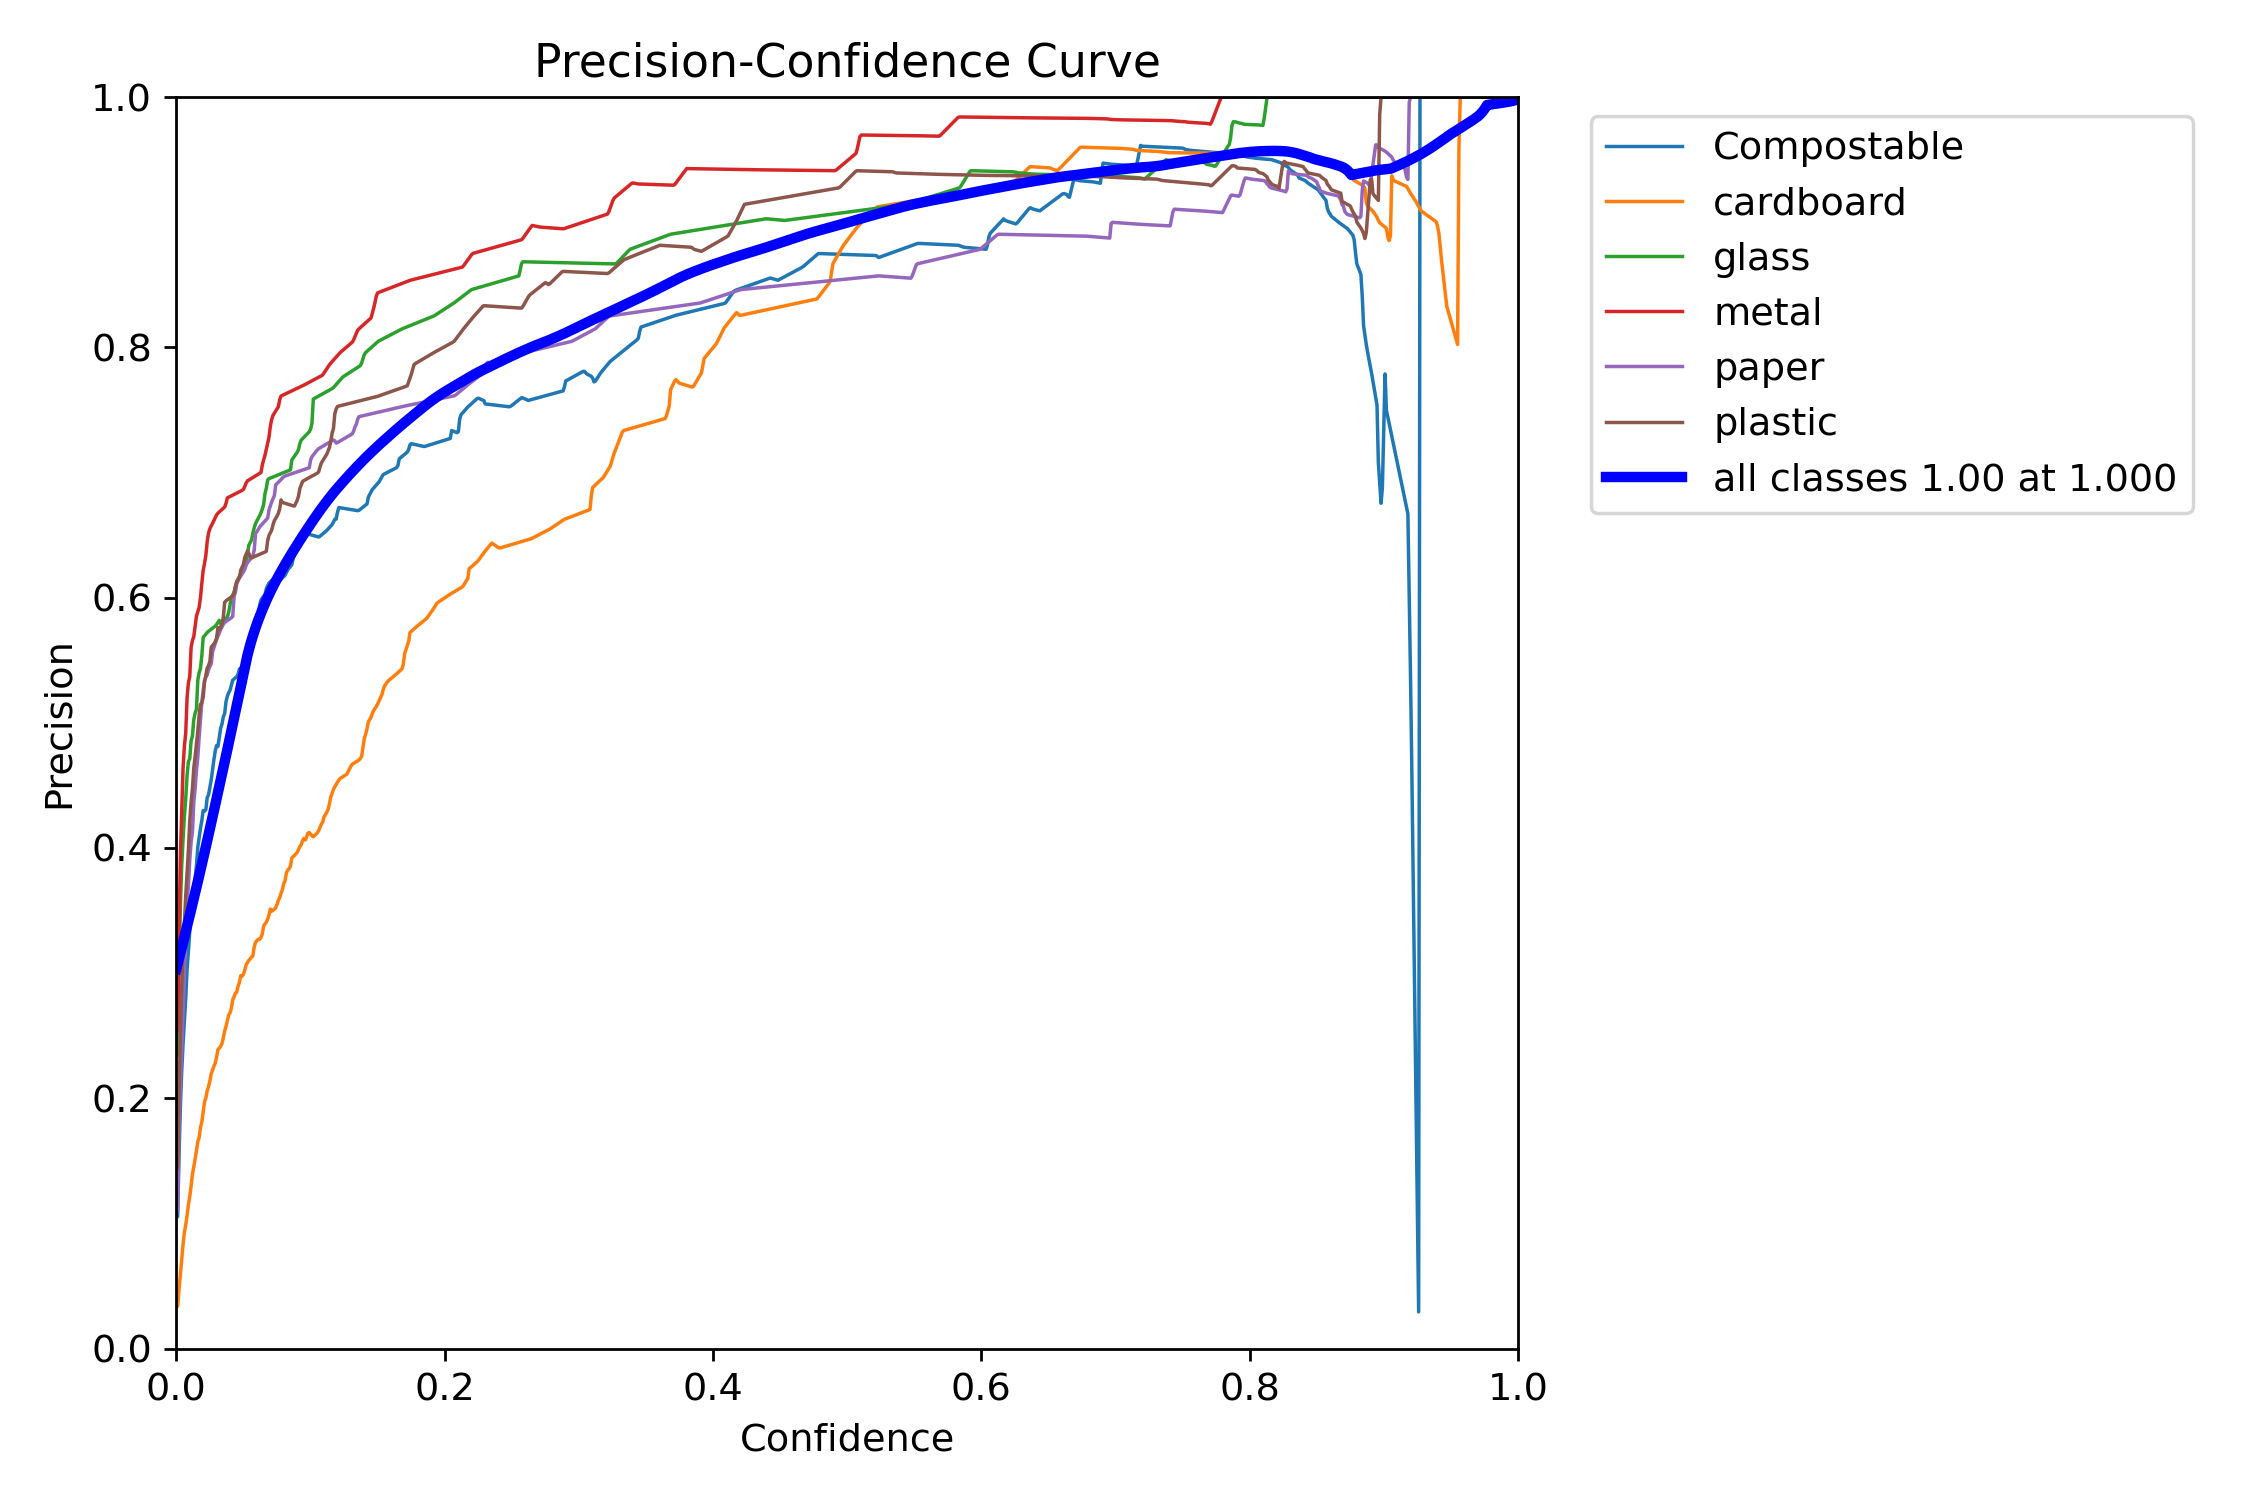 Precision-Confidence Curve
1.0
0.8
0.6
0.4
0.2
0.0
Precision
0.0 0.2 0.4 0.6 0.8 1.0
Confidence
Compostable
cardboard
glass
metal
paper
plastic
all classes 1.00 at 1.000